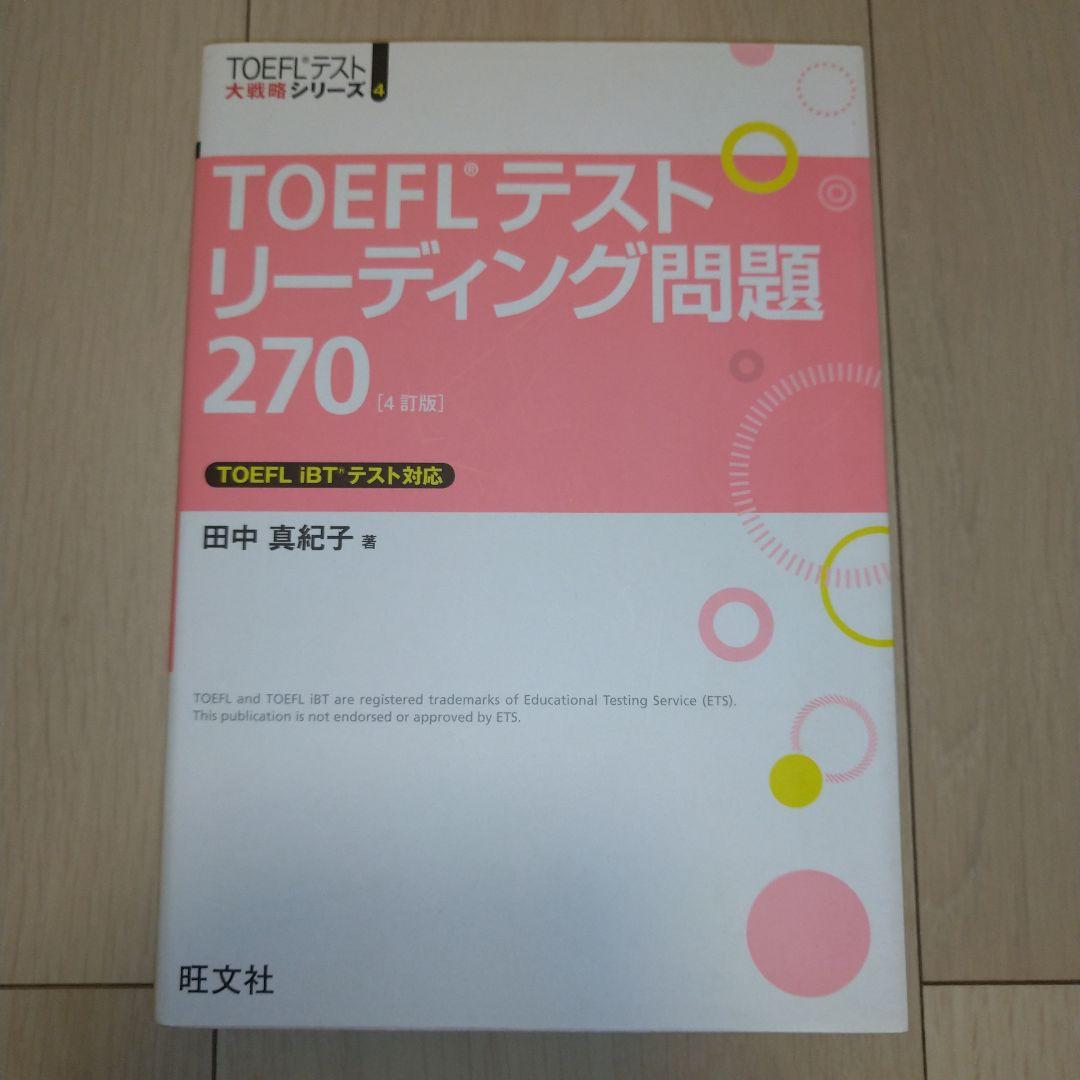 TOEFL®テスト
大戦略シリーズ 4
TOEFL®テスト
リーディング問題
270 [4訂版]
TOEFL iBT®テスト対応
田中 真紀子 著
TOEFL and TOEFL iBT are registered trademarks of Educational Testing Service (ETS).
This publication is not endorsed or approved by ETS.
旺文社